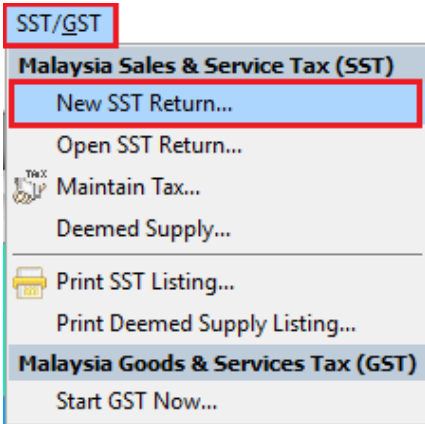 SST/GST
Malaysia Sales & Service Tax (SST)
New SST Return...
Open SST Return...
TAX
Maintain Tax...
Deemed Supply...
Print SST Listing...
Print Deemed Supply Listing...
Malaysia Goods & Services Tax (GST)
Start GST Now...